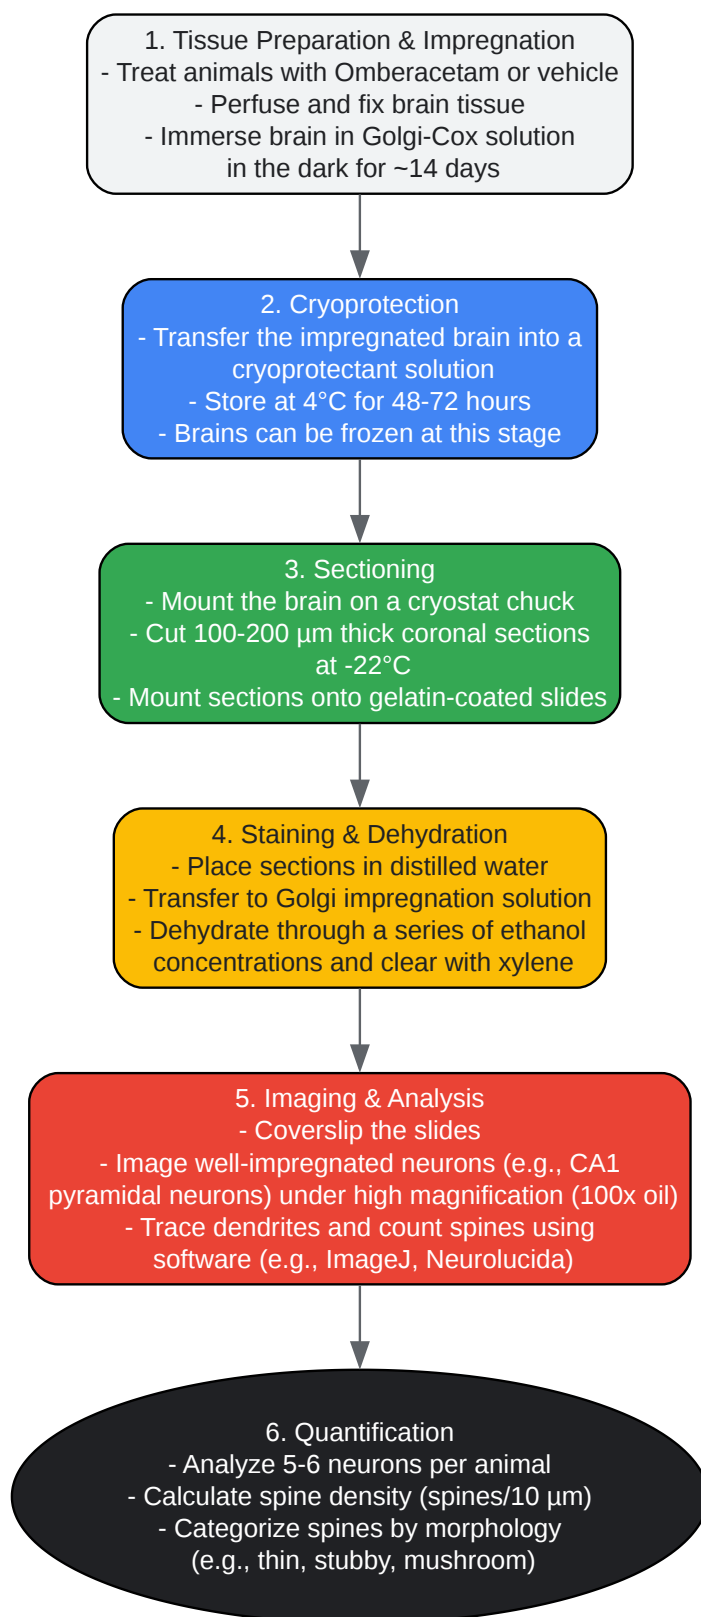 1. Tissue Preparation & Impregnation
- Treat animals with Omberacetam or vehicle
- Perfuse and fix brain tissue
- Immerse brain in Golgi-Cox solution
in the dark for ~14 days
2. Cryoprotection
- Transfer the impregnated brain into a
cryoprotectant solution
- Store at 4°C for 48-72 hours
- Brains can be frozen at this stage
3. Sectioning
- Mount the brain on a cryostat chuck
- Cut 100-200 µm thick coronal sections
at -22°C
- Mount sections onto gelatin-coated slides
4. Staining & Dehydration
- Place sections in distilled water
- Transfer to Golgi impregnation solution
- Dehydrate through a series of ethanol
concentrations and clear with xylene
5. Imaging & Analysis
- Coverslip the slides
- Image well-impregnated neurons (e.g., CA1
pyramidal neurons) under high magnification (100x oil)
- Trace dendrites and count spines using
software (e.g., ImageJ, Neurolucida)
6. Quantification
- Analyze 5-6 neurons per animal
- Calculate spine density (spines/10 µm)
- Categorize spines by morphology
(e.g., thin, stubby, mushroom)